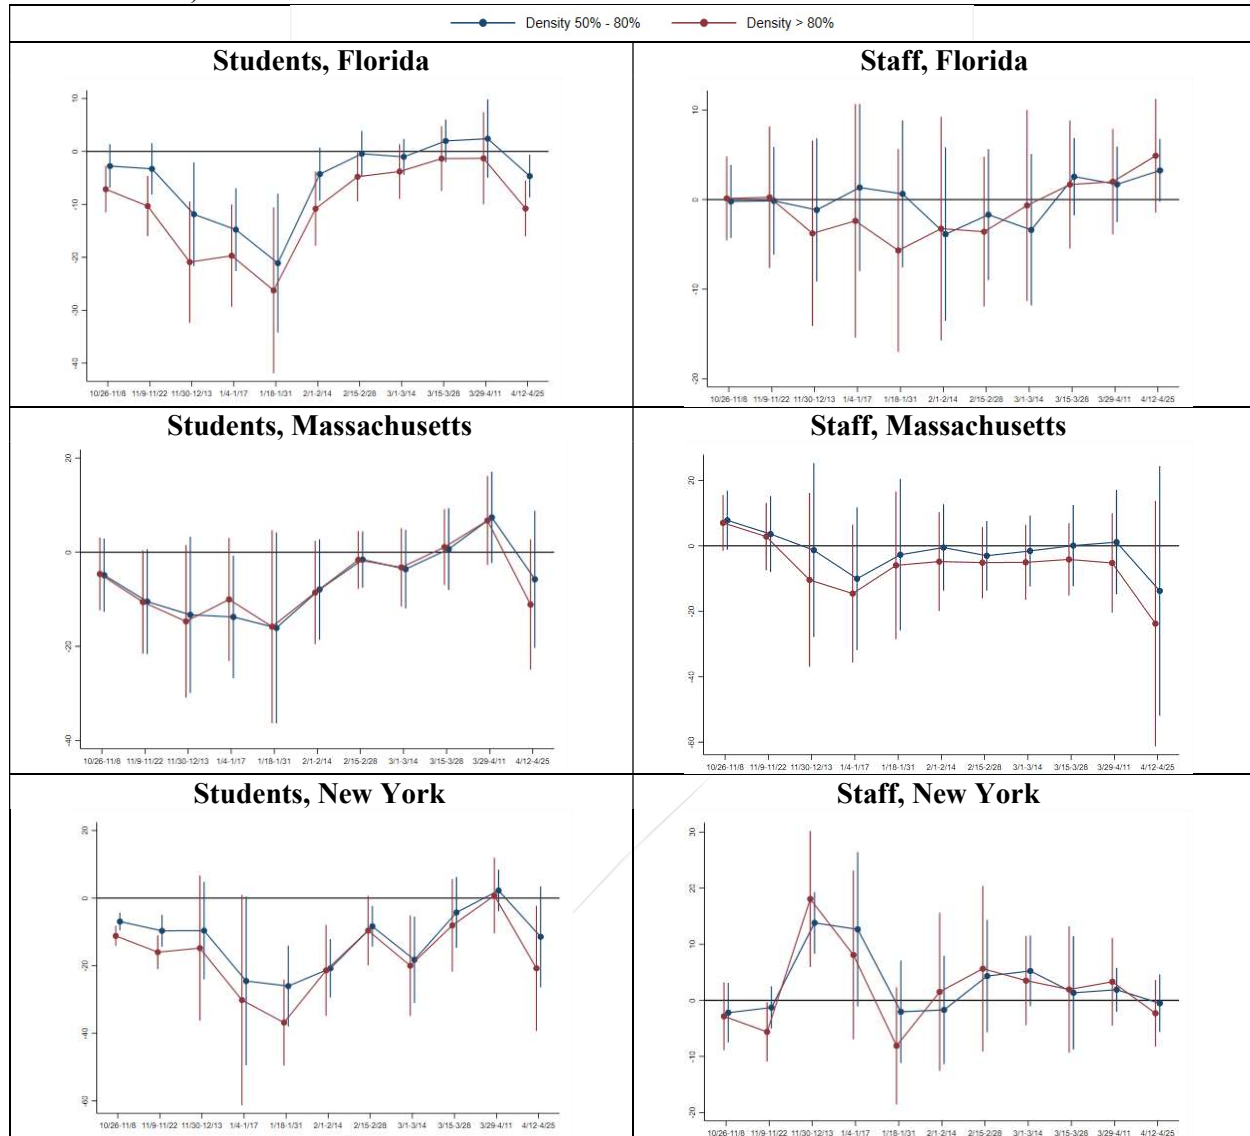 Density 50% - 80% Density > 80%
Students, Florida
10
0
-10
-20
-30
-40
10/26-11/8 11/9-11/22 11/30-12/13 1/4-1/17 1/18-1/31 2/1-2/14 2/15-2/28 3/1-3/14 3/15-3/28 3/29-4/11 4/12-4/25
Staff, Florida
10
0
-10
-20
10/26-11/8 11/9-11/22 11/30-12/13 1/4-1/17 1/18-1/31 2/1-2/14 2/15-2/28 3/1-3/14 3/15-3/28 3/29-4/11 4/12-4/25
Students, Massachusetts
20
0
-20
-40
10/26-11/8 11/9-11/22 11/30-12/13 1/4-1/17 1/18-1/31 2/1-2/14 2/15-2/28 3/1-3/14 3/15-3/28 3/29-4/11 4/12-4/25
Staff, Massachusetts
20
0
-20
-40
-60
10/26-11/8 11/9-11/22 11/30-12/13 1/4-1/17 1/18-1/31 2/1-2/14 2/15-2/28 3/1-3/14 3/15-3/28 3/29-4/11 4/12-4/25
Students, New York
20
0
-20
-40
-60
10/26-11/8 11/9-11/22 11/30-12/13 1/4-1/17 1/18-1/31 2/1-2/14 2/15-2/28 3/1-3/14 3/15-3/28 3/29-4/11 4/12-4/25
Staff, New York
30
20
10
0
-10
-20
10/26-11/8 11/9-11/22 11/30-12/13 1/4-1/17 1/18-1/31 2/1-2/14 2/15-2/28 3/1-3/14 3/15-3/28 3/29-4/11 4/12-4/25